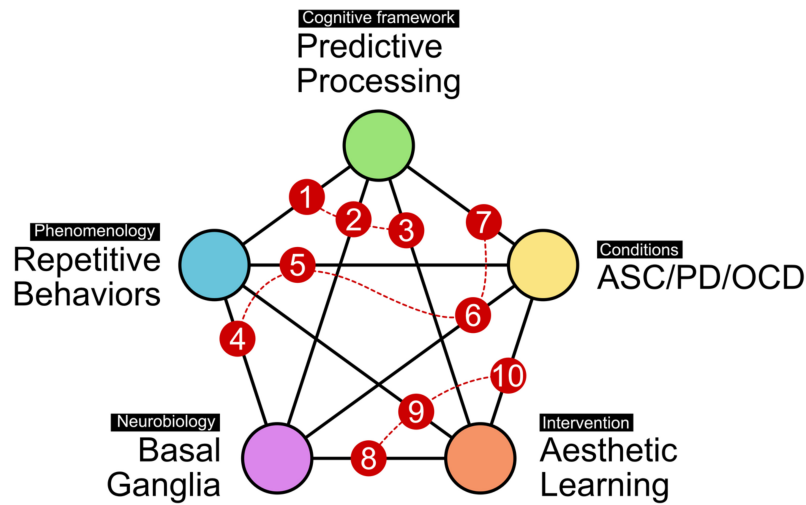 Cognitive framework
Predictive
Processing
1
2
3
7
Phenomenology
Repetitive
Behaviors
5
Conditions
ASC/PD/OCD
6
4
10
9
Neurobiology
Basal
Ganglia
8
Intervention
Aesthetic
Learning